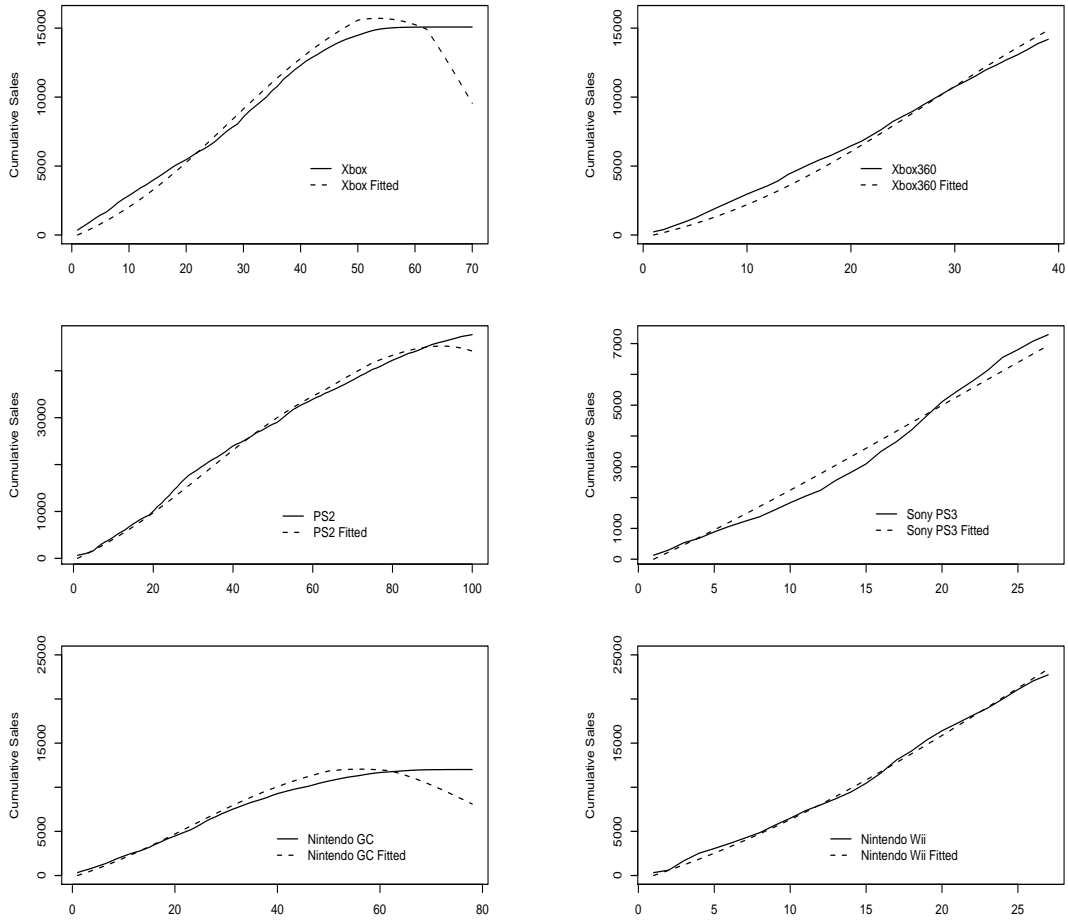 Cumulative Sales
15000
10000
5000
0
Xbox
Xbox Fitted
0 10 20 30 40 50 60 70
Cumulative Sales
15000
10000
5000
0
Xbox360
Xbox360 Fitted
0 10 20 30 40
Cumulative Sales
30000
10000
0
PS2
PS2 Fitted
0 20 40 60 80 100
Cumulative Sales
7000
5000
3000
1000
0
Sony PS3
Sony PS3 Fitted
0 5 10 15 20 25
Cumulative Sales
25000
15000
5000
0
Nintendo GC
Nintendo GC Fitted
0 20 40 60 80
Cumulative Sales
25000
15000
5000
0
Nintendo Wii
Nintendo Wii Fitted
0 5 10 15 20 25